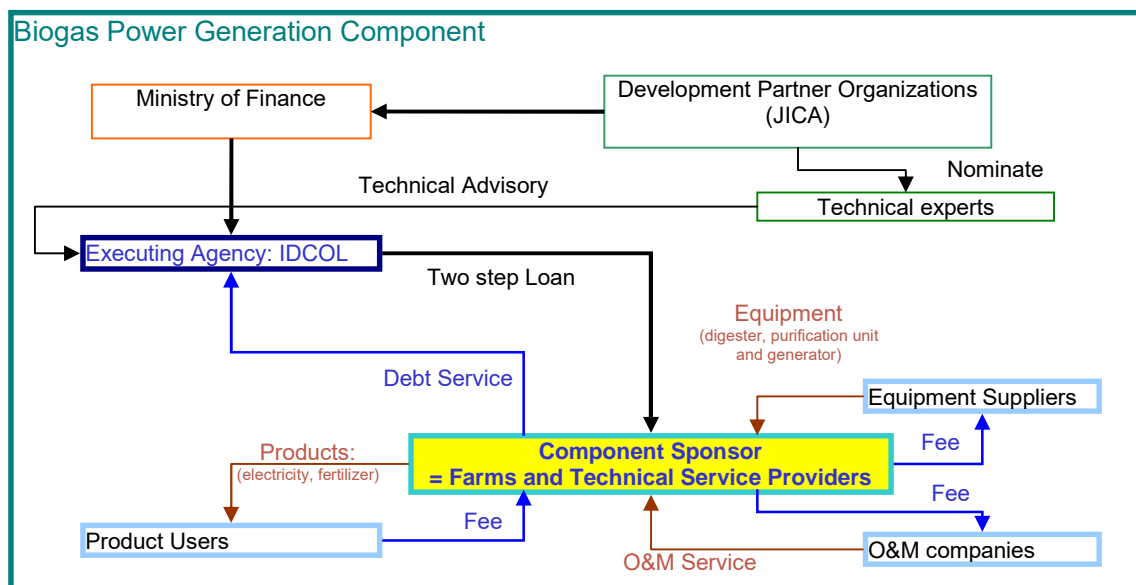 Biogas Power Generation Component
Ministry of Finance
Development Partner Organizations
(JICA)
Nominate
Technical Advisory
Technical experts
Executing Agency: IDCOL
Two step Loan
Equipment
(digester, purification unit
and generator)
Debt Service
Equipment Suppliers
Component Sponsor
= Farms and Technical Service Providers
Fee
Products:
(electricity, fertilizer)
Fee
Fee
Product Users
O&M Service
O&M companies